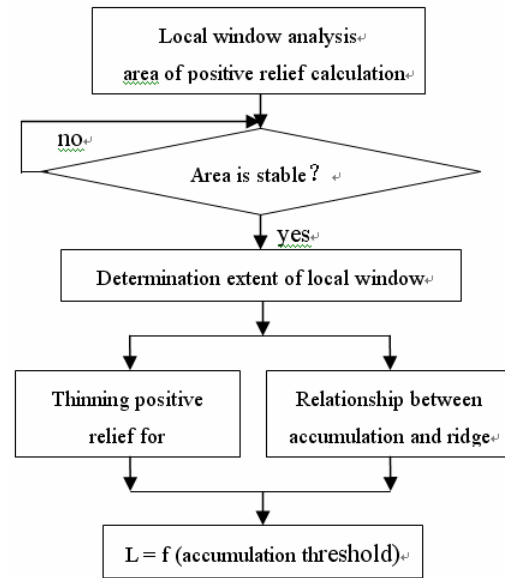 Local window analysis
area of positive relief calculation
no
Area is stable？
yes
Determination extent of local window
Thinning positive
relief for
Relationship between
accumulation and ridge
L = f (accumulation threshold)